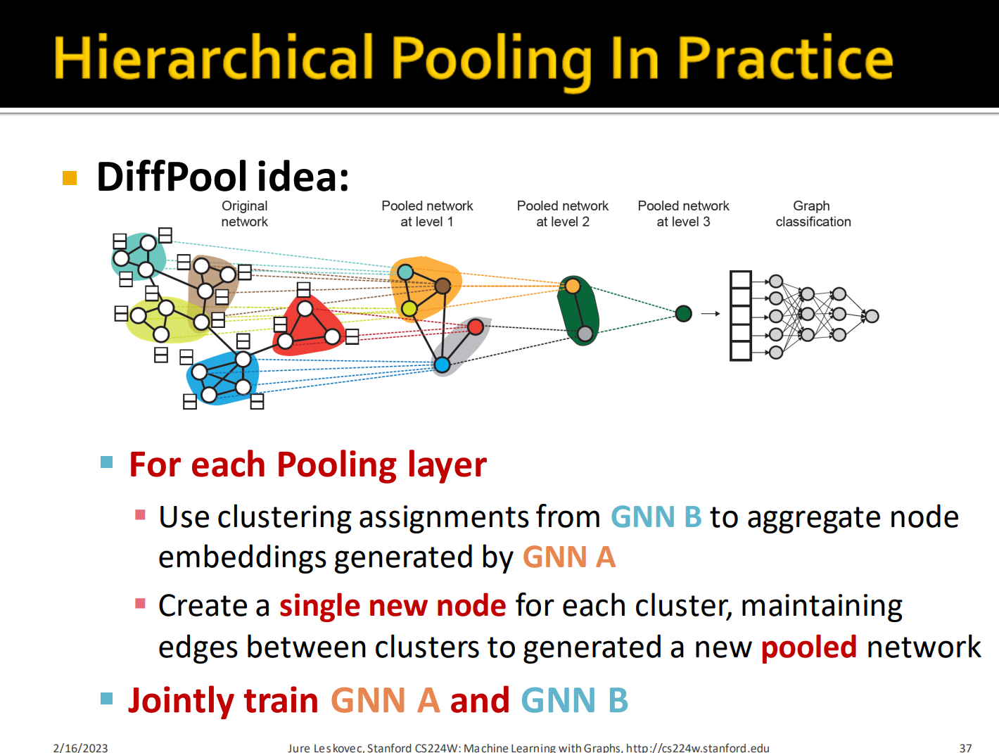 Hierarchical Pooling In Practice
DiffPool idea:
Original
network
Pooled network
at level 1
Pooled network
at level 2
Pooled network
at level 3
Graph
classification
For each Pooling layer
Use clustering assignments from GNN B to aggregate node
embeddings generated by GNN A
Create a single new node for each cluster, maintaining
edges between clusters to generated a new pooled network
Jointly train GNN A and GNN B
2/16/2023
Jure Leskovec, Stanford CS224W: Machine Learning with Graphs, http://cs224w.stanford.edu
37